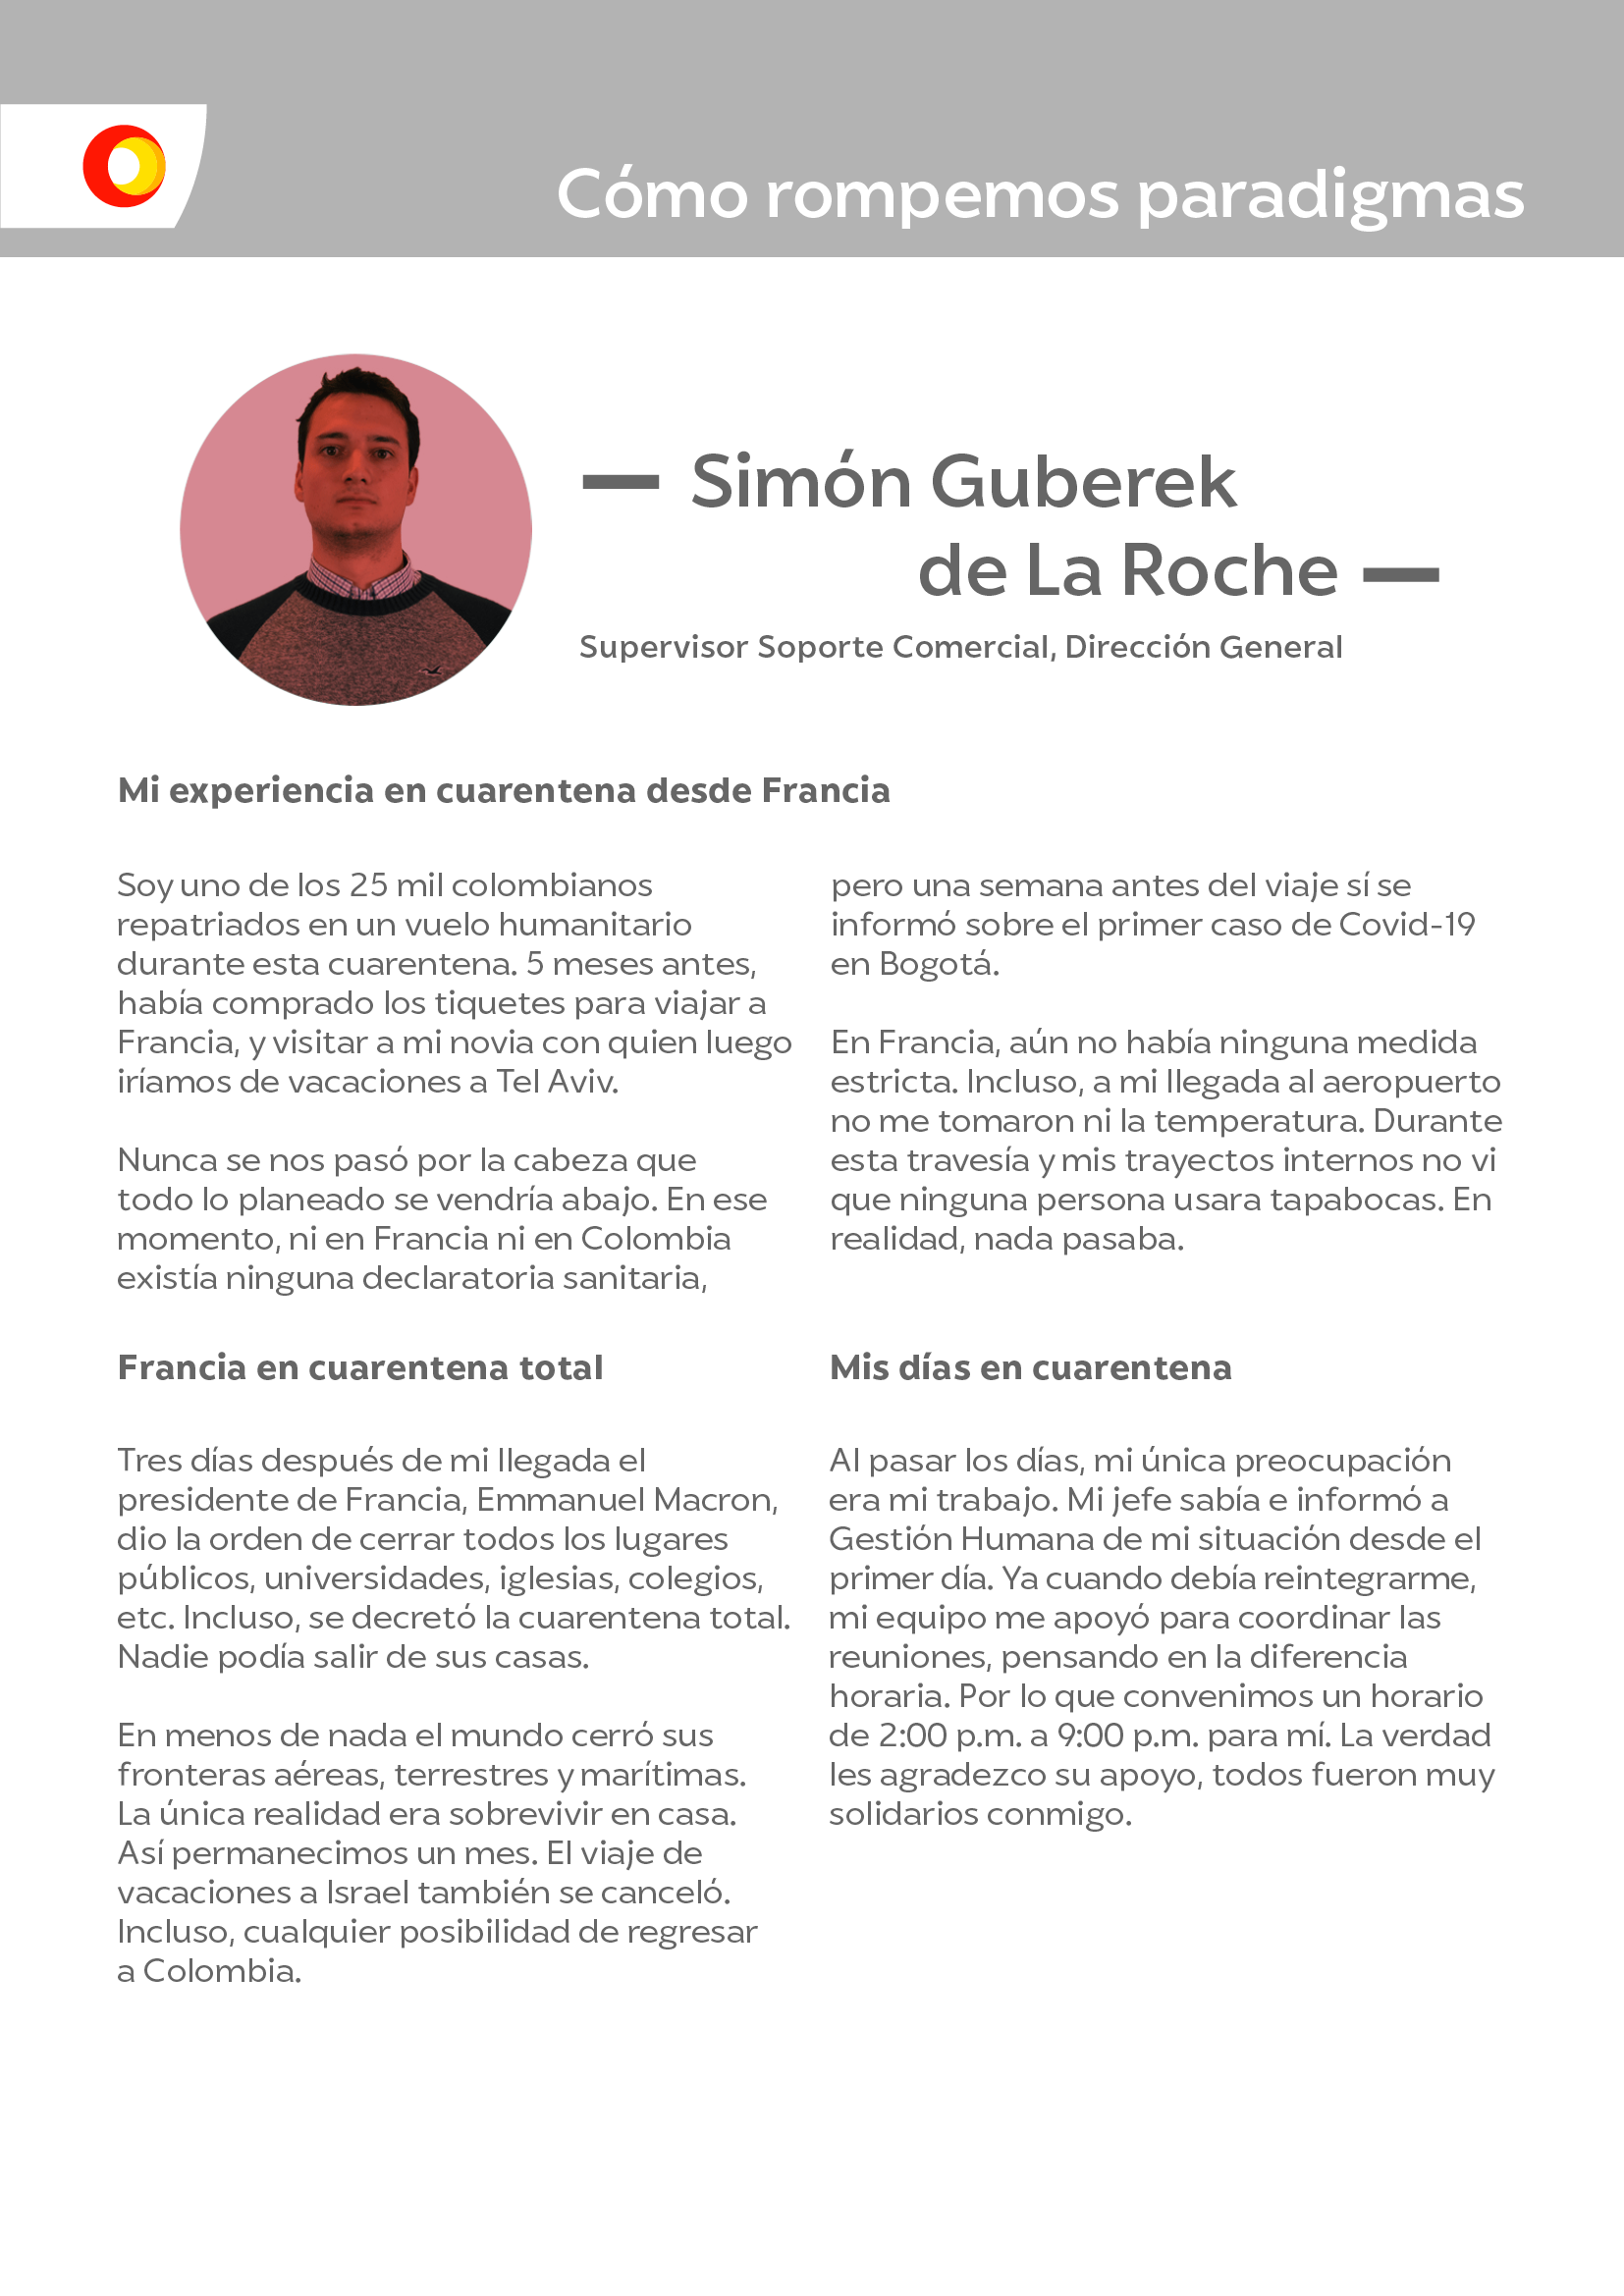 Cómo rompemos paradigmas
Simón Guberek
de La Roche
Supervisor Soporte Comercial, Dirección General
Mi experiencia en cuarentena desde Francia
Soy uno de los 25 mil colombianos
repatriados en un vuelo humanitario
durante esta cuarentena. 5 meses antes,
había comprado los tiquetes para viajar a
Francia, y visitar a mi novia con quien luego
iríamos de vacaciones a Tel Aviv.
Nunca se nos pasó por la cabeza que
todo lo planeado se vendría abajo. En ese
momento, ni en Francia ni en Colombia
existía ninguna declaratoria sanitaria,
pero una semana antes del viaje sí se
informó sobre el primer caso de Covid-19
en Bogotá.
En Francia, aún no había ninguna medida
estricta. Incluso, a mi llegada al aeropuerto
no me tomaron ni la temperatura. Durante
esta travesía y mis trayectos internos no vi
que ninguna persona usara tapabocas. En
realidad, nada pasaba.
Francia en cuarentena total
Tres días después de mi llegada el
presidente de Francia, Emmanuel Macron,
dio la orden de cerrar todos los lugares
públicos, universidades, iglesias, colegios,
etc. Incluso, se decretó la cuarentena total.
Nadie podía salir de sus casas.
En menos de nada el mundo cerró sus
fronteras aéreas, terrestres y marítimas.
La única realidad era sobrevivir en casa.
Así permanecimos un mes. El viaje de
vacaciones a Israel también se canceló.
Incluso, cualquier posibilidad de regresar
a Colombia.
Mis días en cuarentena
Al pasar los días, mi única preocupación
era mi trabajo. Mi jefe sabía e informó a
Gestión Humana de mi situación desde el
primer día. Ya cuando debía reintegrarme,
mi equipo me apoyó para coordinar las
reuniones, pensando en la diferencia
horaria. Por lo que convenimos un horario
de 2:00 p.m. a 9:00 p.m. para mí. La verdad
les agradezco su apoyo, todos fueron muy
solidarios conmigo.